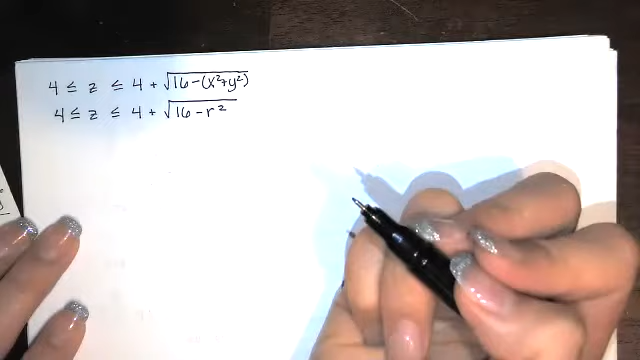 4 ≤ z ≤ 4 + √16-(x²+y²)
4 ≤ z ≤ 4 + √16-r²